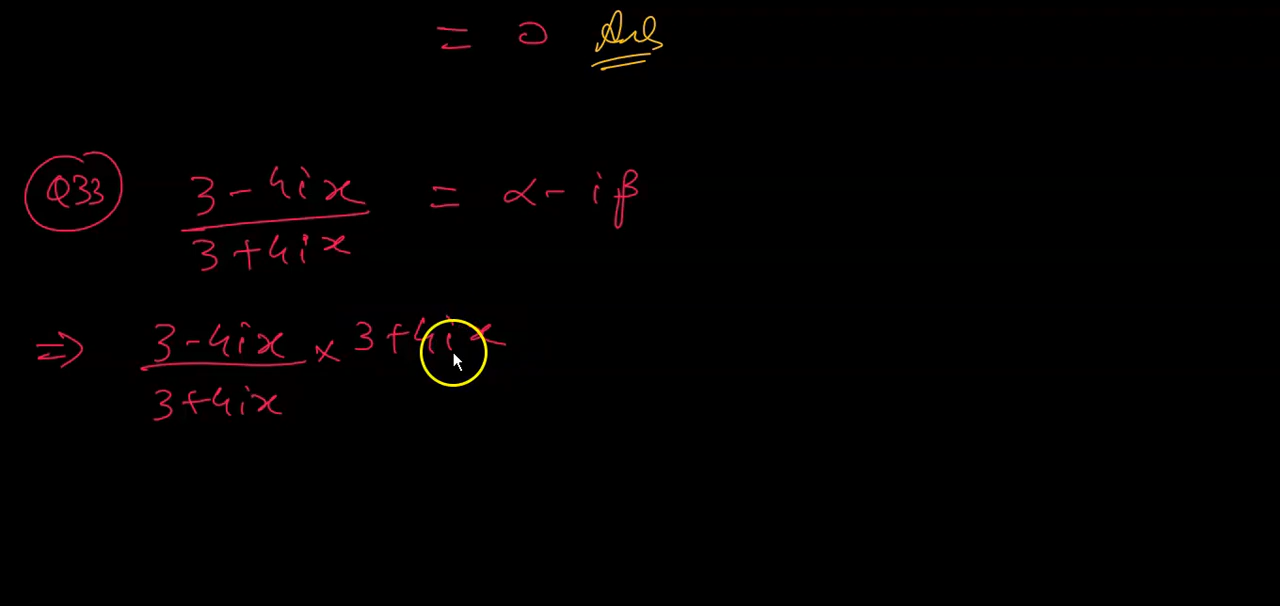 = 0 Ans
Q33 3-4ix = α- iβ
3+4ix
⇒ 3-4ix × 3+4ix
3+4ix